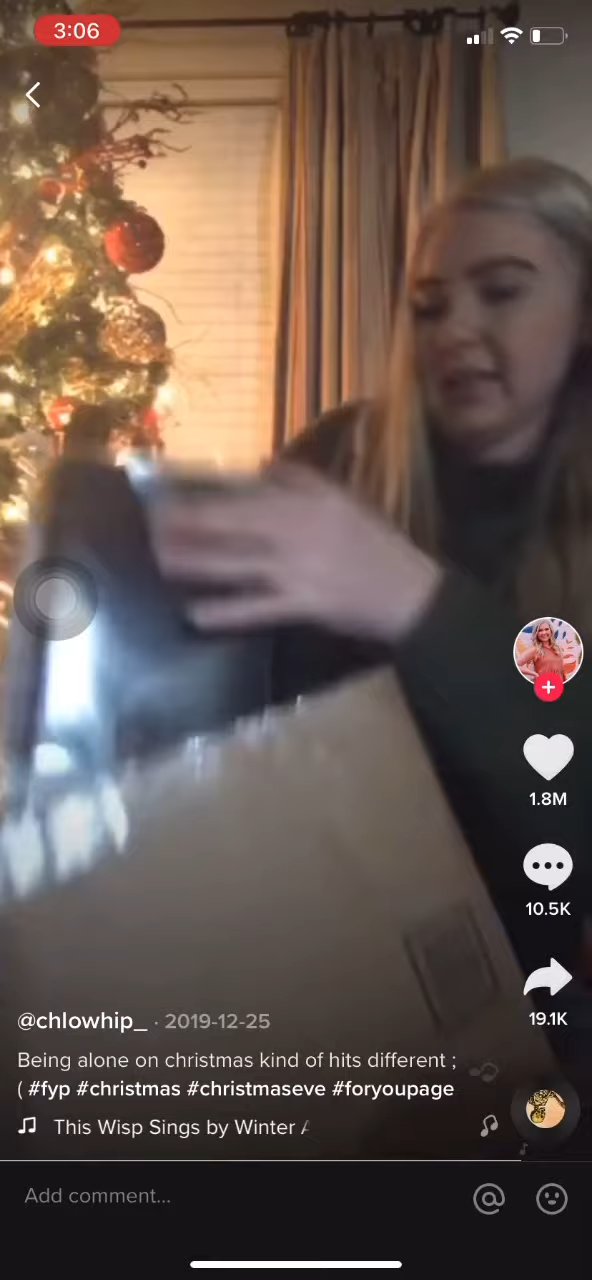 3:06
1.8M
10.5K
19.1K
@chlowhip_ · 2019-12-25
Being alone on christmas kind of hits different ;
( #fyp #christmas #christmaseve #foryoupage
This Wisp Sings by Winter
Add comment...